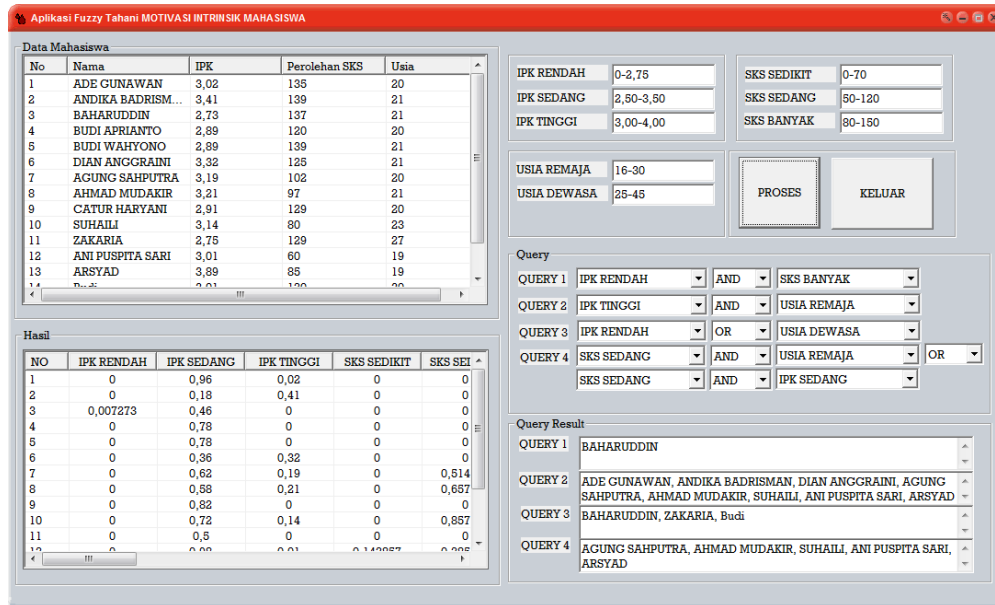 Aplikasi Fuzzy Tahani MOTIVASI INTRINSIK MAHASISWA
Data Mahasiswa
No Nama IPK Perolehan SKS Usia
1 ADE GUNAWAN 3,02 135 20
2 ANDIKA BADRISM... 3,41 139 21
3 BAHARUDDIN 2,73 137 21
4 BUDI APRIANTO 2,89 120 20
5 BUDI WAHYONO 2,89 139 21
6 DIAN ANGGRAINI 3,32 125 21
7 AGUNG SAHPUTRA 3,19 102 20
8 AHMAD MUDAKIR 3,21 97 21
9 CATUR HARYANI 2,91 129 20
10 SUHAILI 3,14 80 23
11 ZAKARIA 2,75 129 27
12 ANI PUSPITA SARI 3,01 60 19
13 ARSYAD 3,89 85 19
IPK RENDAH 0-2,75
IPK SEDANG 2,50-3,50
IPK TINGGI 3,00-4,00
SKS SEDIKIT 0-70
SKS SEDANG 50-120
SKS BANYAK 80-150
USIA REMAJA 16-30
USIA DEWASA 25-45
PROSES KELUAR
Query
QUERY 1 IPK RENDAH AND SKS BANYAK
QUERY 2 IPK TINGGI AND USIA REMAJA
QUERY 3 IPK RENDAH OR USIA DEWASA
QUERY 4 SKS SEDANG AND USIA REMAJA OR
SKS SEDANG AND IPK SEDANG
Hasil
NO IPK RENDAH IPK SEDANG IPK TINGGI SKS SEDIKIT SKS SEI
1 0 0,96 0,02 0 0
2 0 0,18 0,41 0 0
3 0,007273 0,46 0 0 0
4 0 0,78 0 0 0
5 0 0,78 0 0 0
6 0 0,36 0,32 0 0
7 0 0,62 0,19 0 0,514
8 0 0,58 0,21 0 0,657
9 0 0,82 0 0 0
10 0 0,72 0,14 0 0,857
11 0 0,5 0 0 0
Query Result
QUERY 1 BAHARUDDIN
QUERY 2 ADE GUNAWAN, ANDIKA BADRISMAN, DIAN ANGGRAINI, AGUNG
SAHPUTRA, AHMAD MUDAKIR, SUHAILI, ANI PUSPITA SARI, ARSYAD
QUERY 3 BAHARUDDIN, ZAKARIA, Budi
QUERY 4 AGUNG SAHPUTRA, AHMAD MUDAKIR, SUHAILI, ANI PUSPITA SARI,
ARSYAD